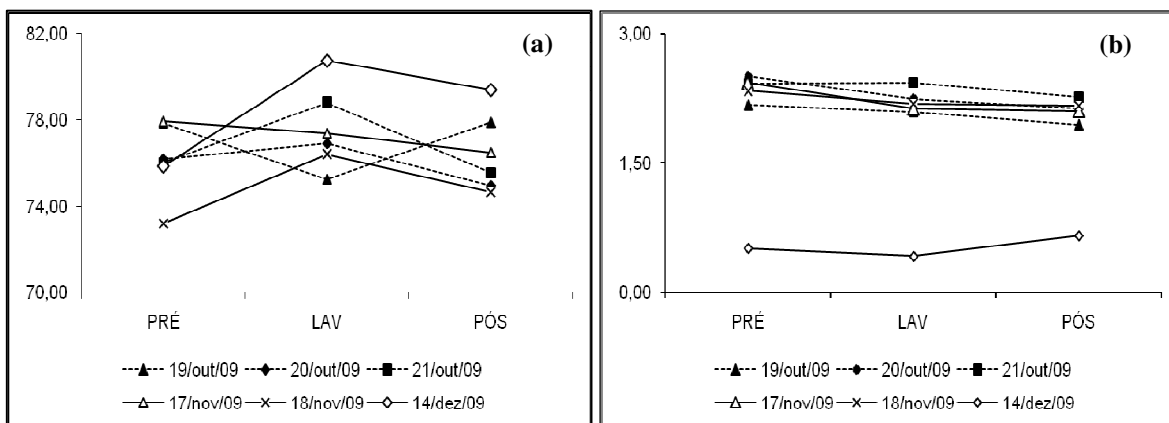 82,00
(a)
78,00
74,00
70,00
PRÉ LAV PÓS
19/out/09 20/out/09 21/out/09
17/nov/09 18/nov/09 14/dez/09
3,00
(b)
1,50
0,00
PRÉ LAV PÓS
19/out/09 20/out/09 21/out/09
17/nov/09 18/nov/09 14/dez/09